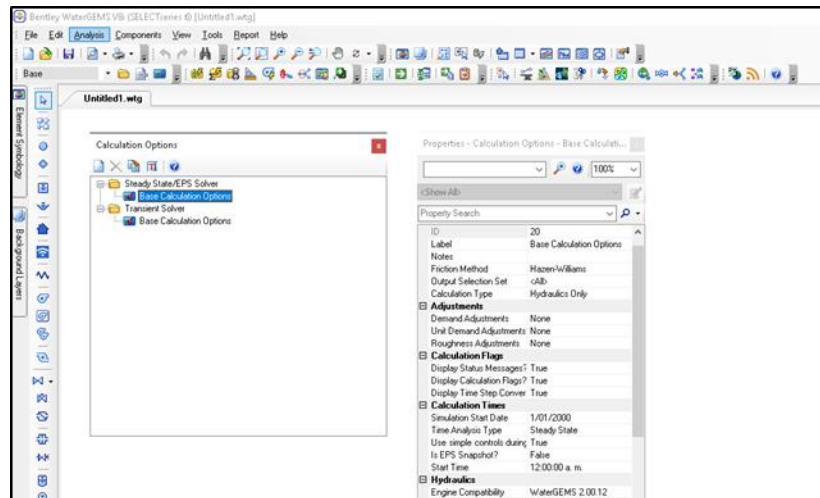 Bentley WaterGEMS V8i (SELECTseries 6) [Untitled1.wtg]
File Edit Analysis Components View Tools Report Help
Base
Untitled1.wtg
Element Symbology
Background Layers
Calculation Options
Steady State/EPS Solver
Base Calculation Options
Transient Solver
Base Calculation Options
Properties - Calculation Options - Base Calculati...
100%
<Show All>
Property Search
ID 20
Label Base Calculation Options
Notes
Friction Method Hazen-Williams
Output Selection Set <All>
Calculation Type Hydraulics Only
Adjustments
Demand Adjustments None
Unit Demand Adjustments None
Roughness Adjustments None
Calculation Flags
Display Status Messages? True
Display Calculation Flags? True
Display Time Step Conver True
Calculation Times
Simulation Start Date 1/01/2000
Time Analysis Type Steady State
Use simple controls during True
Is EPS Snapshot? False
Start Time 12:00:00 a. m.
Hydraulics
Engine Compatibility WaterGEMS 2.00.12